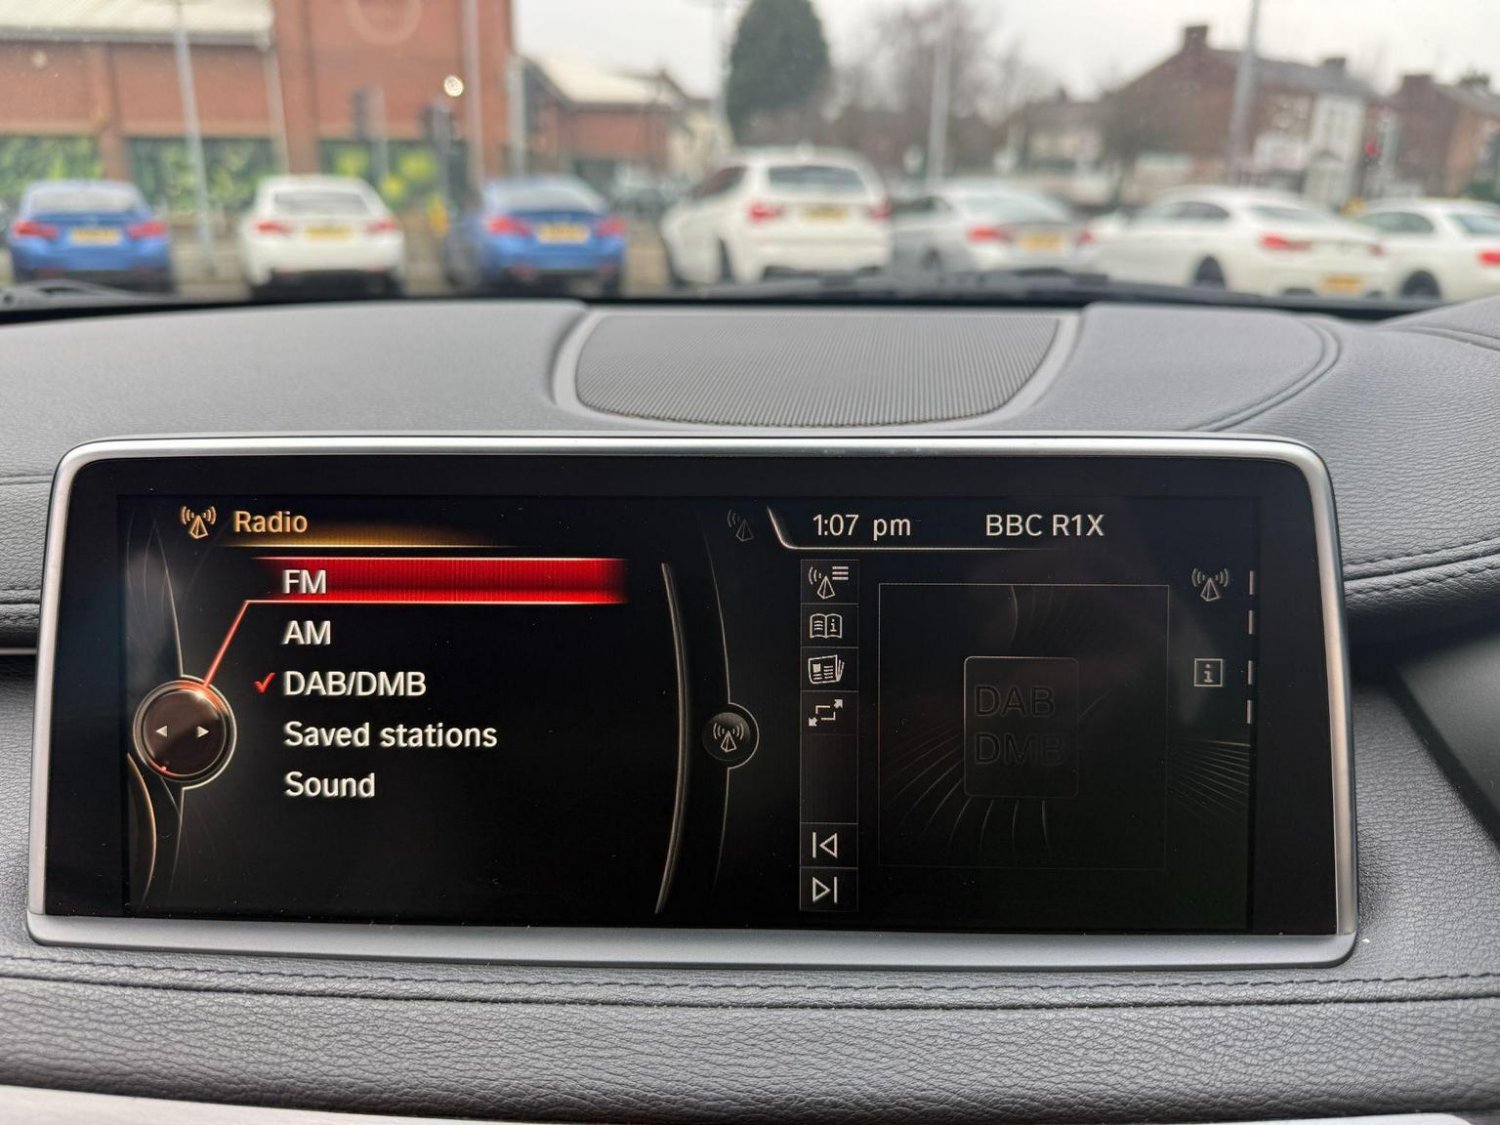 Radio
1:07 pm
BBC R1X
FM
AM
✓ DAB/DMB
Saved stations
Sound
DAB
DMB